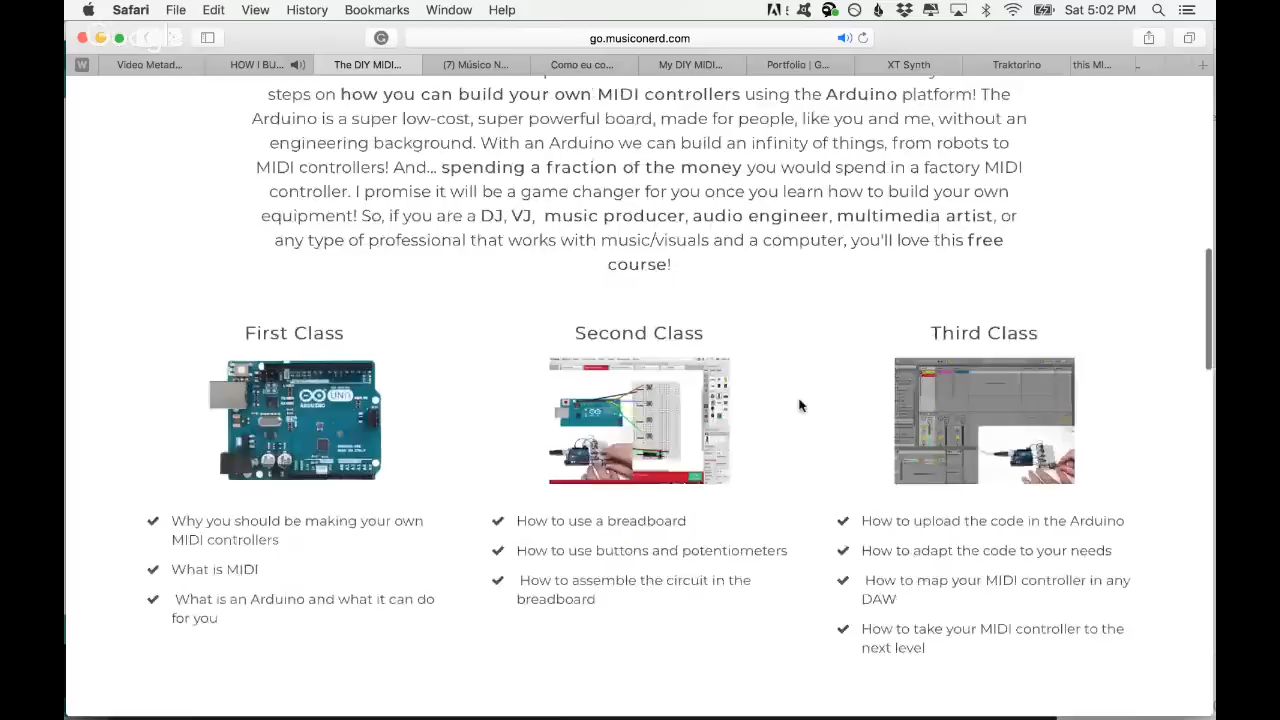 Safari File Edit View History Bookmarks Window Help Sat 5:02 PM
go.musiconerd.com
Video Metad... HOW I BU... The DIY MIDI... (7) Músico N... Como eu co... My DIY MIDI... Portfolio | G... XT Synth Traktorino this MI...
steps on how you can build your own MIDI controllers using the Arduino platform! The
Arduino is a super low-cost, super powerful board, made for people, like you and me, without an
engineering background. With an Arduino we can build an infinity of things, from robots to
MIDI controllers! And... spending a fraction of the money you would spend in a factory MIDI
controller. I promise it will be a game changer for you once you learn how to build your own
equipment! So, if you are a DJ, VJ, music producer, audio engineer, multimedia artist, or
any type of professional that works with music/visuals and a computer, you'll love this free
course!
First Class
Second Class
Third Class
UNO
ARDUINO
Why you should be making your own
MIDI controllers
What is MIDI
What is an Arduino and what it can do
for you
How to use a breadboard
How to use buttons and potentiometers
How to assemble the circuit in the
breadboard
How to upload the code in the Arduino
How to adapt the code to your needs
How to map your MIDI controller in any
DAW
How to take your MIDI controller to the
next level